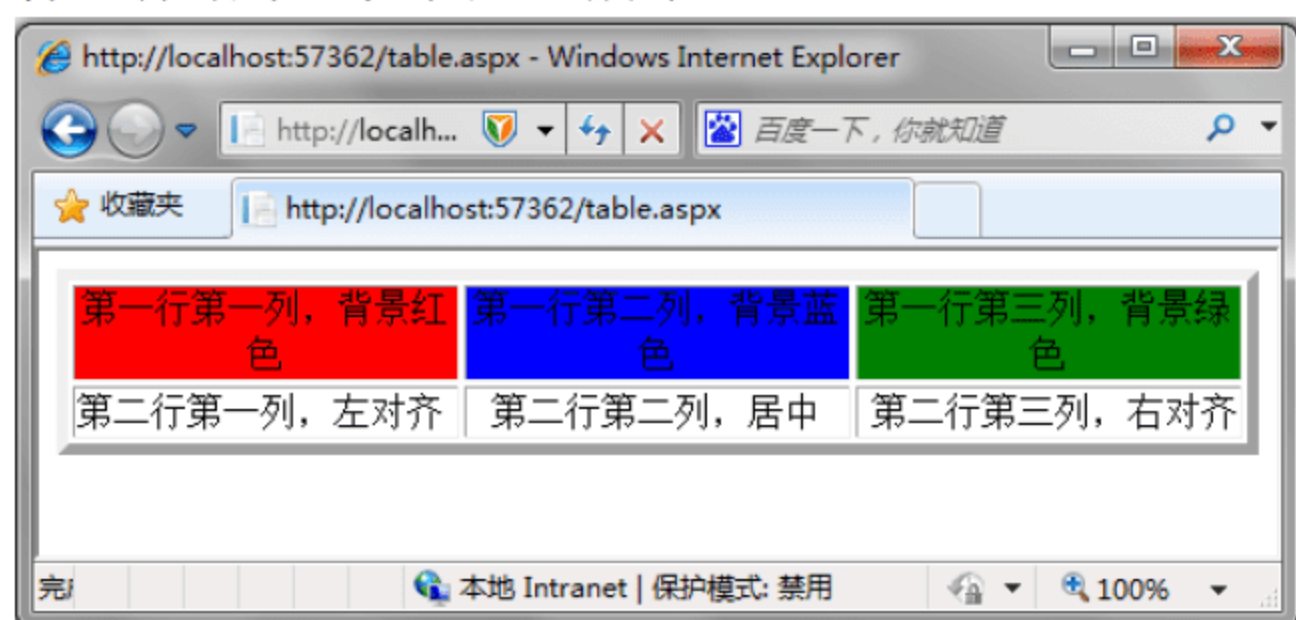 http://localhost:57362/table.aspx - Windows Internet Explorer
http://localh...
百度一下，你就知道
收藏夹
http://localhost:57362/table.aspx
第一行第一列，背景红
色
第一行第二列，背景蓝
色
第一行第三列，背景绿
色
第二行第一列，左对齐
第二行第二列，居中
第二行第三列，右对齐
本地 Intranet | 保护模式: 禁用
100%